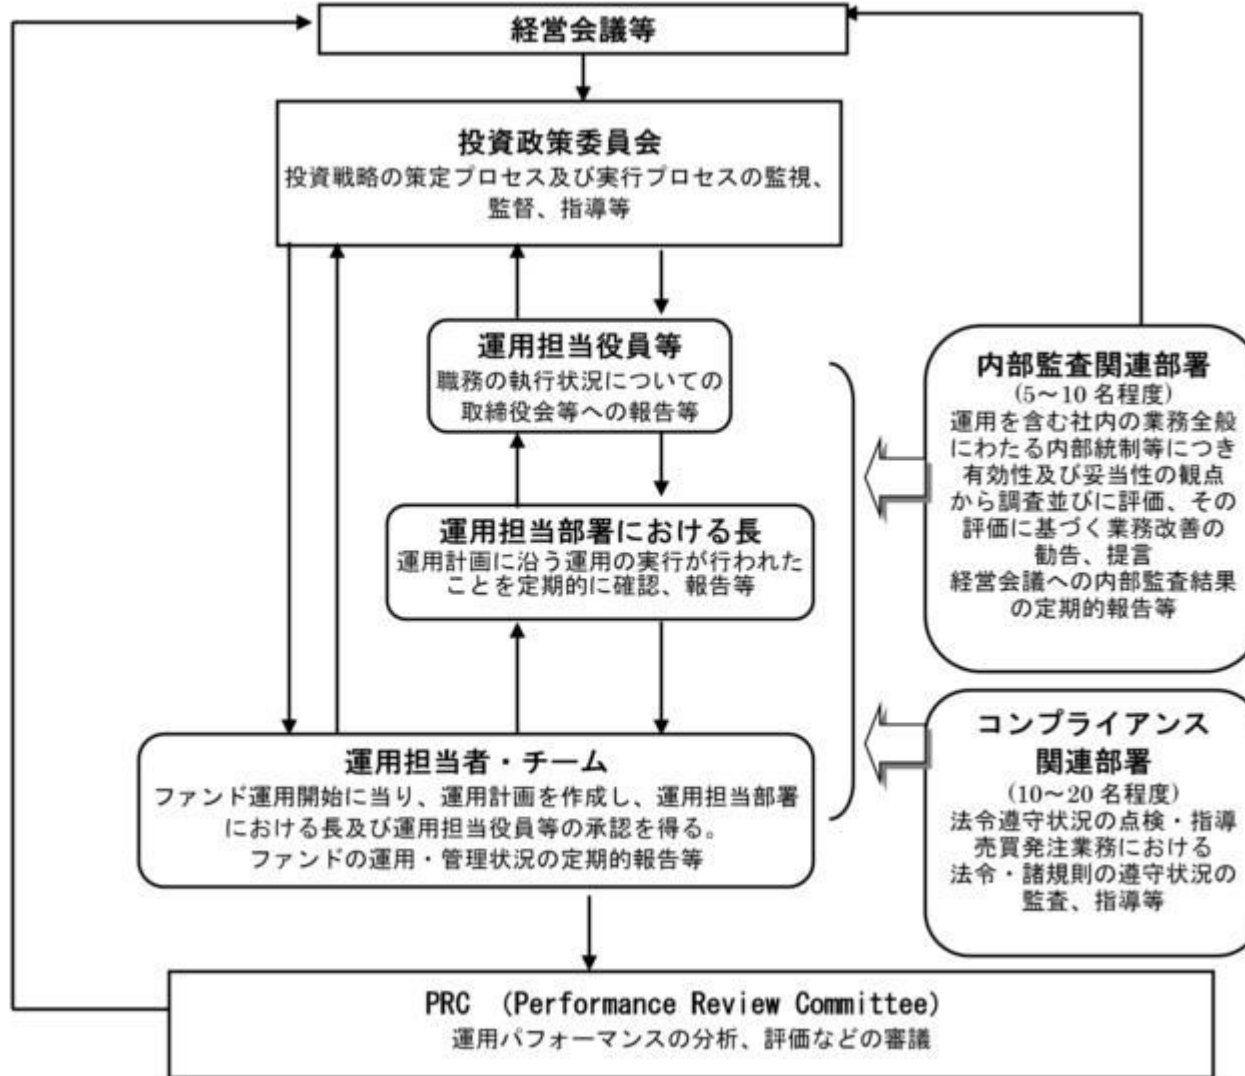 経営会議等
投資政策委員会
投資戦略の策定プロセス及び実行プロセスの監視、
監督、指導等
運用担当役員等
職務の執行状況についての
取締役会等への報告等
運用担当部署における長
運用計画に沿う運用の実行が行われた
ことを定期的に確認、報告等
運用担当者・チーム
ファンド運用開始に当り、運用計画を作成し、運用担当部署
における長及び運用担当役員等の承認を得る。
ファンドの運用・管理状況の定期的報告等
内部監査関連部署
(5～10 名程度)
運用を含む社内の業務全般
にわたる内部統制等につき
有効性及び妥当性の観点
から調査並びに評価、その
評価に基づく業務改善の
勧告、提言
経営会議への内部監査結果
の定期的報告等
コンプライアンス
関連部署
(10～20 名程度)
法令遵守状況の点検・指導
売買発注業務における
法令・諸規則の遵守状況の
監査、指導等
PRC (Performance Review Committee)
運用パフォーマンスの分析、評価などの審議